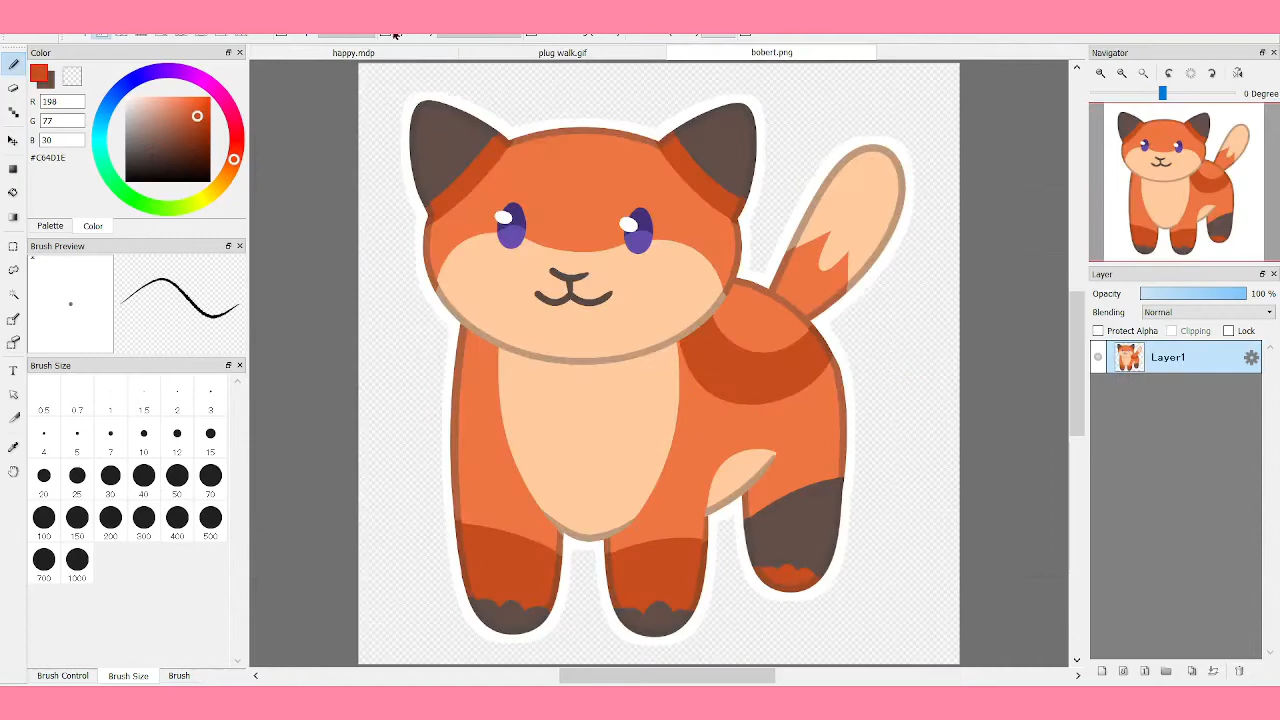 Color
happy.mdp
plug walk.gif
bobert.png
Navigator
R 198
G 77
B 30
#C64D1E
0 Degree
Palette
Color
Brush Preview
Layer
Opacity
100 %
Blending
Normal
Protect Alpha
Clipping
Lock
Layer1
Brush Size
0.5 0.7 1 1.5 2 3
4 5 7 10 12 15
20 25 30 40 50 70
100 150 200 300 400 500
700 1000
T
Brush Control
Brush Size
Brush